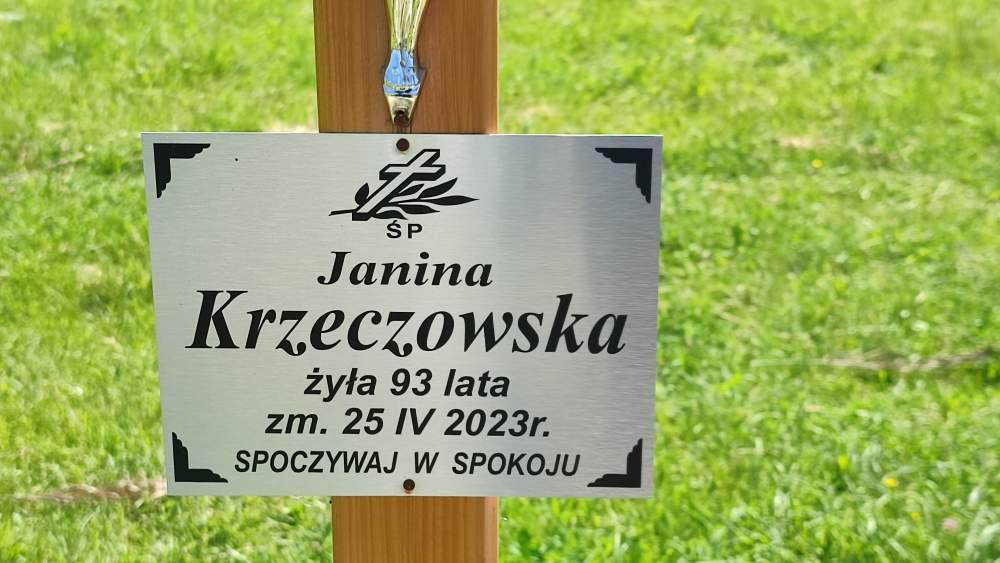 ŚP
Janina
Krzeczowska
żyła 93 lata
zm. 25 IV 2023r.
SPOCZYWAJ W SPOKOJU